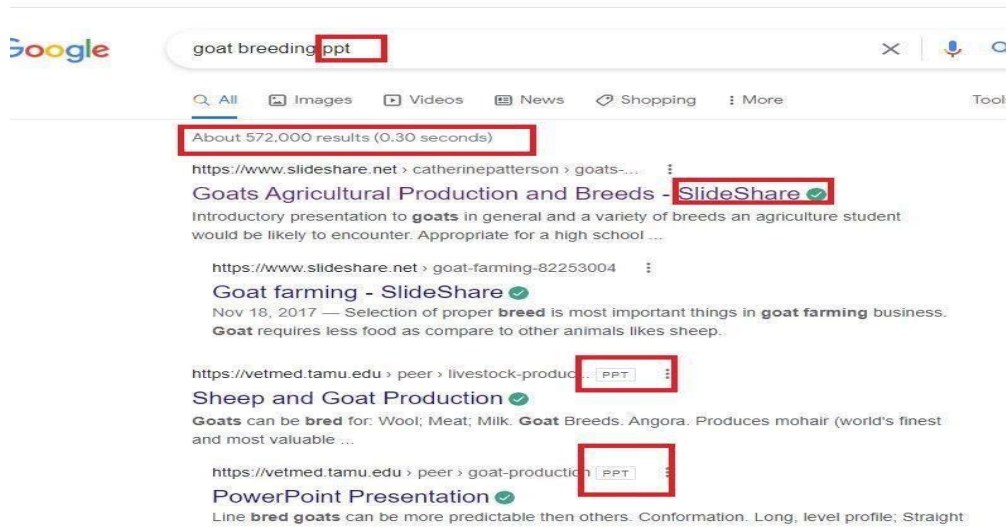 Google
goat breeding ppt
All Images Videos News Shopping More
About 572,000 results (0.30 seconds)
https://www.slideshare.net › catherinepatterson › goats-...
Goats Agricultural Production and Breeds - SlideShare
Introductory presentation to goats in general and a variety of breeds an agriculture student
would be likely to encounter. Appropriate for a high school ...
https://www.slideshare.net › goat-farming-82253004
Goat farming - SlideShare
Nov 18, 2017 — Selection of proper breed is most important things in goat farming business.
Goat requires less food as compare to other animals likes sheep.
https://vetmed.tamu.edu › peer › livestock-produc... PPT
Sheep and Goat Production
Goats can be bred for: Wool; Meat; Milk. Goat Breeds. Angora. Produces mohair (world's finest
and most valuable ...
https://vetmed.tamu.edu › peer › goat-production PPT
PowerPoint Presentation
Line bred goats can be more predictable then others. Conformation. Long, level profile; Straight